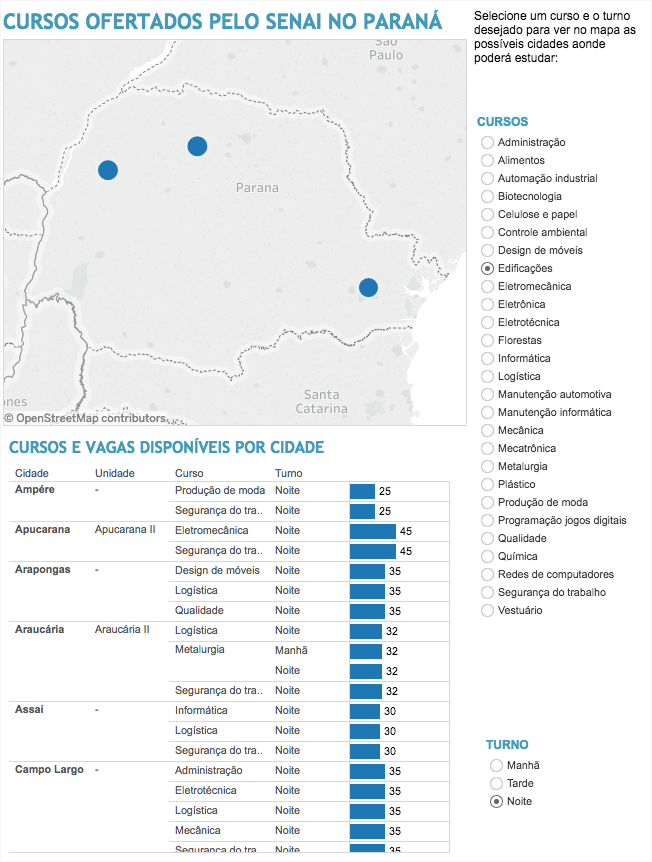 CURSOS OFERTADOS PELO SENAI NO PARANÁ
Selecione um curso e o turno
desejado para ver no mapa as
possíveis cidades aonde
poderá estudar:
São
Paulo
Parana
Santa
Catarina
ones
© OpenStreetMap contributors
CURSOS
Administração
Alimentos
Automação industrial
Biotecnologia
Celulose e papel
Controle ambiental
Design de móveis
Edificações
Eletromecânica
Eletrônica
Eletrotécnica
Florestas
Informática
Logística
Manutenção automotiva
Manutenção informática
Mecânica
Mecatrônica
Metalurgia
Plástico
Produção de moda
Programação jogos digitais
Qualidade
Química
Redes de computadores
Segurança do trabalho
Vestuário
TURNO
Manhã
Tarde
Noite
CURSOS E VAGAS DISPONÍVEIS POR CIDADE
Cidade Unidade Curso Turno
Ampére - Produção de moda Noite 25
Segurança do tra.. Noite 25
Apucarana Apucarana II Eletromecânica Noite 45
Segurança do tra.. Noite 45
Arapongas - Design de móveis Noite 35
Logística Noite 35
Qualidade Noite 35
Araucária Araucária II Logística Noite 32
Metalurgia Manhã 32
Noite 32
Segurança do tra.. Noite 32
Assaí - Informática Noite 30
Logística Noite 30
Segurança do tra.. Noite 30
Campo Largo - Administração Noite 35
Eletrotécnica Noite 35
Logística Noite 35
Mecânica Noite 35
Segurança do tra.. Noite 35